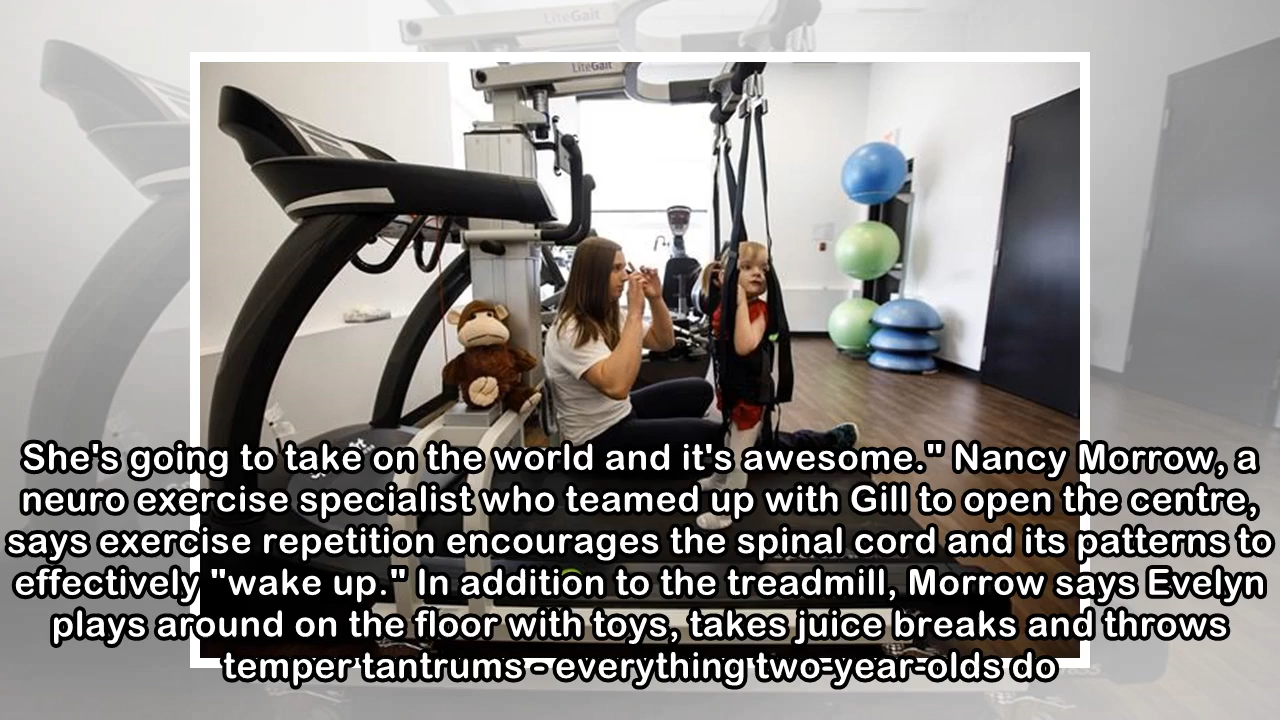 LiteGait
LiteGait
She's going to take on the world and it's awesome." Nancy Morrow, a
neuro exercise specialist who teamed up with Gill to open the centre,
says exercise repetition encourages the spinal cord and its patterns to
effectively "wake up." In addition to the treadmill, Morrow says Evelyn
plays around on the floor with toys, takes juice breaks and throws
temper tantrums - everything two-year-olds do